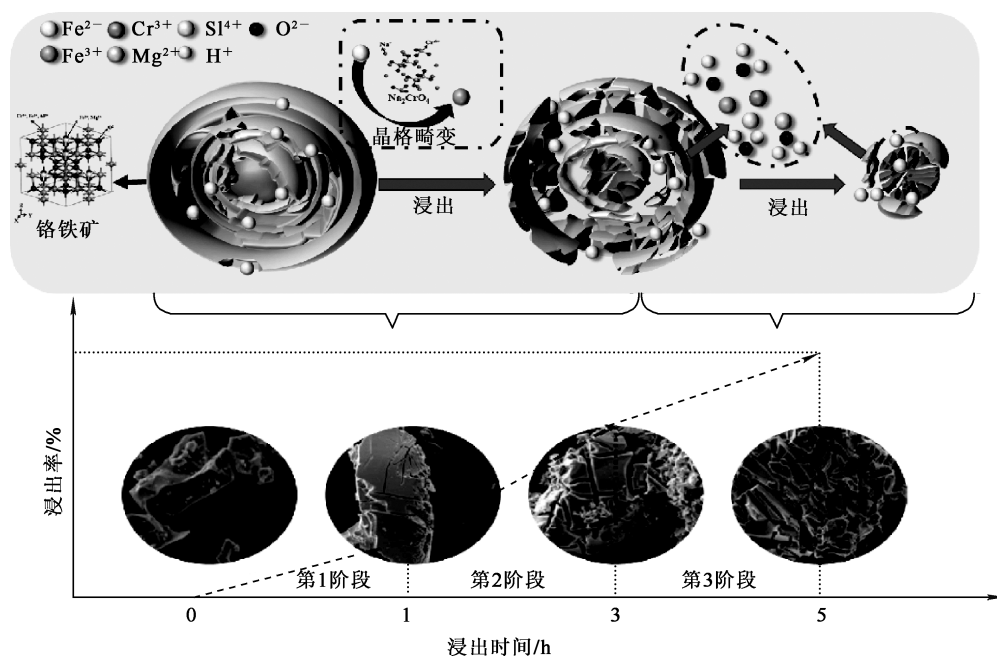 Fe²⁻ Cr³⁺ Sl⁴⁺ O²⁻
Fe³⁺ Mg²⁺ H⁺
Na₂CrO₄
晶格畸变
浸出
浸出
铬铁矿
浸出率/%
第1阶段 第2阶段 第3阶段
0 1 3 5
浸出时间/h